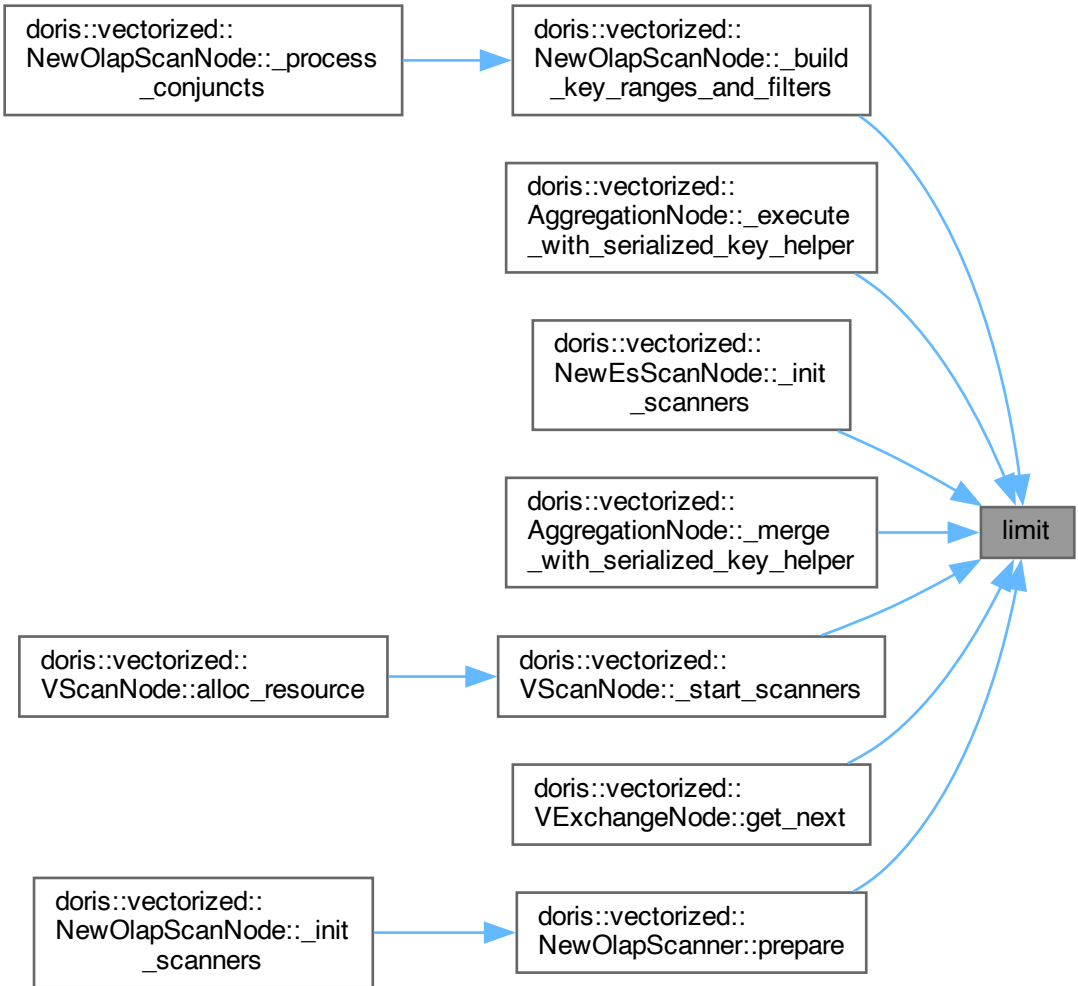 doris::vectorized::
NewOlapScanNode::_process
_conjuncts
doris::vectorized::
NewOlapScanNode::_build
_key_ranges_and_filters
doris::vectorized::
AggregationNode::_execute
_with_serialized_key_helper
doris::vectorized::
NewEsScanNode::_init
_scanners
doris::vectorized::
AggregationNode::_merge
_with_serialized_key_helper
limit
doris::vectorized::
VScanNode::alloc_resource
doris::vectorized::
VScanNode::_start_scanners
doris::vectorized::
VExchangeNode::get_next
doris::vectorized::
NewOlapScanNode::_init
_scanners
doris::vectorized::
NewOlapScanner::prepare